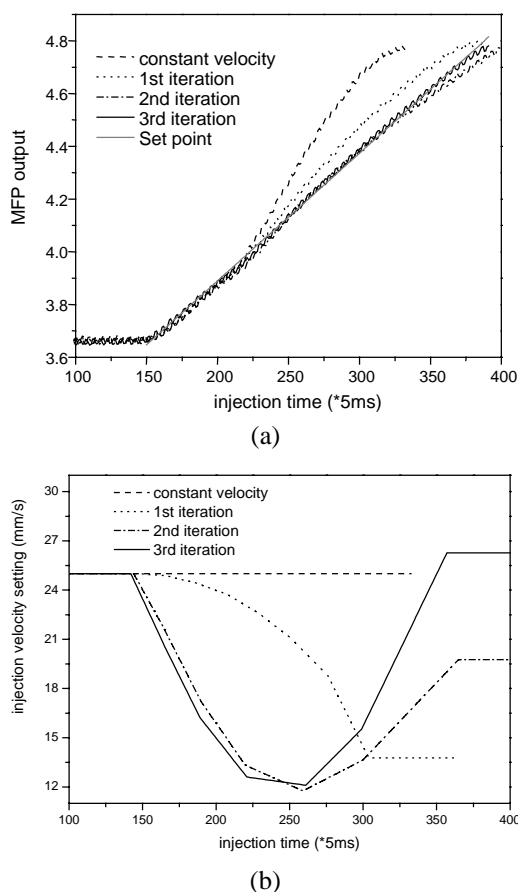 4.8
4.6
4.4
4.2
4.0
3.8
3.6
MFP output
constant velocity
1st iteration
2nd iteration
3rd iteration
Set point
100 150 200 250 300 350 400
injection time (*5ms)
(a)
30
27
24
21
18
15
12
injection velocity setting (mm/s)
constant velocity
1st iteration
2nd iteration
3rd iteration
100 150 200 250 300 350 400
injection time (*5ms)
(b)